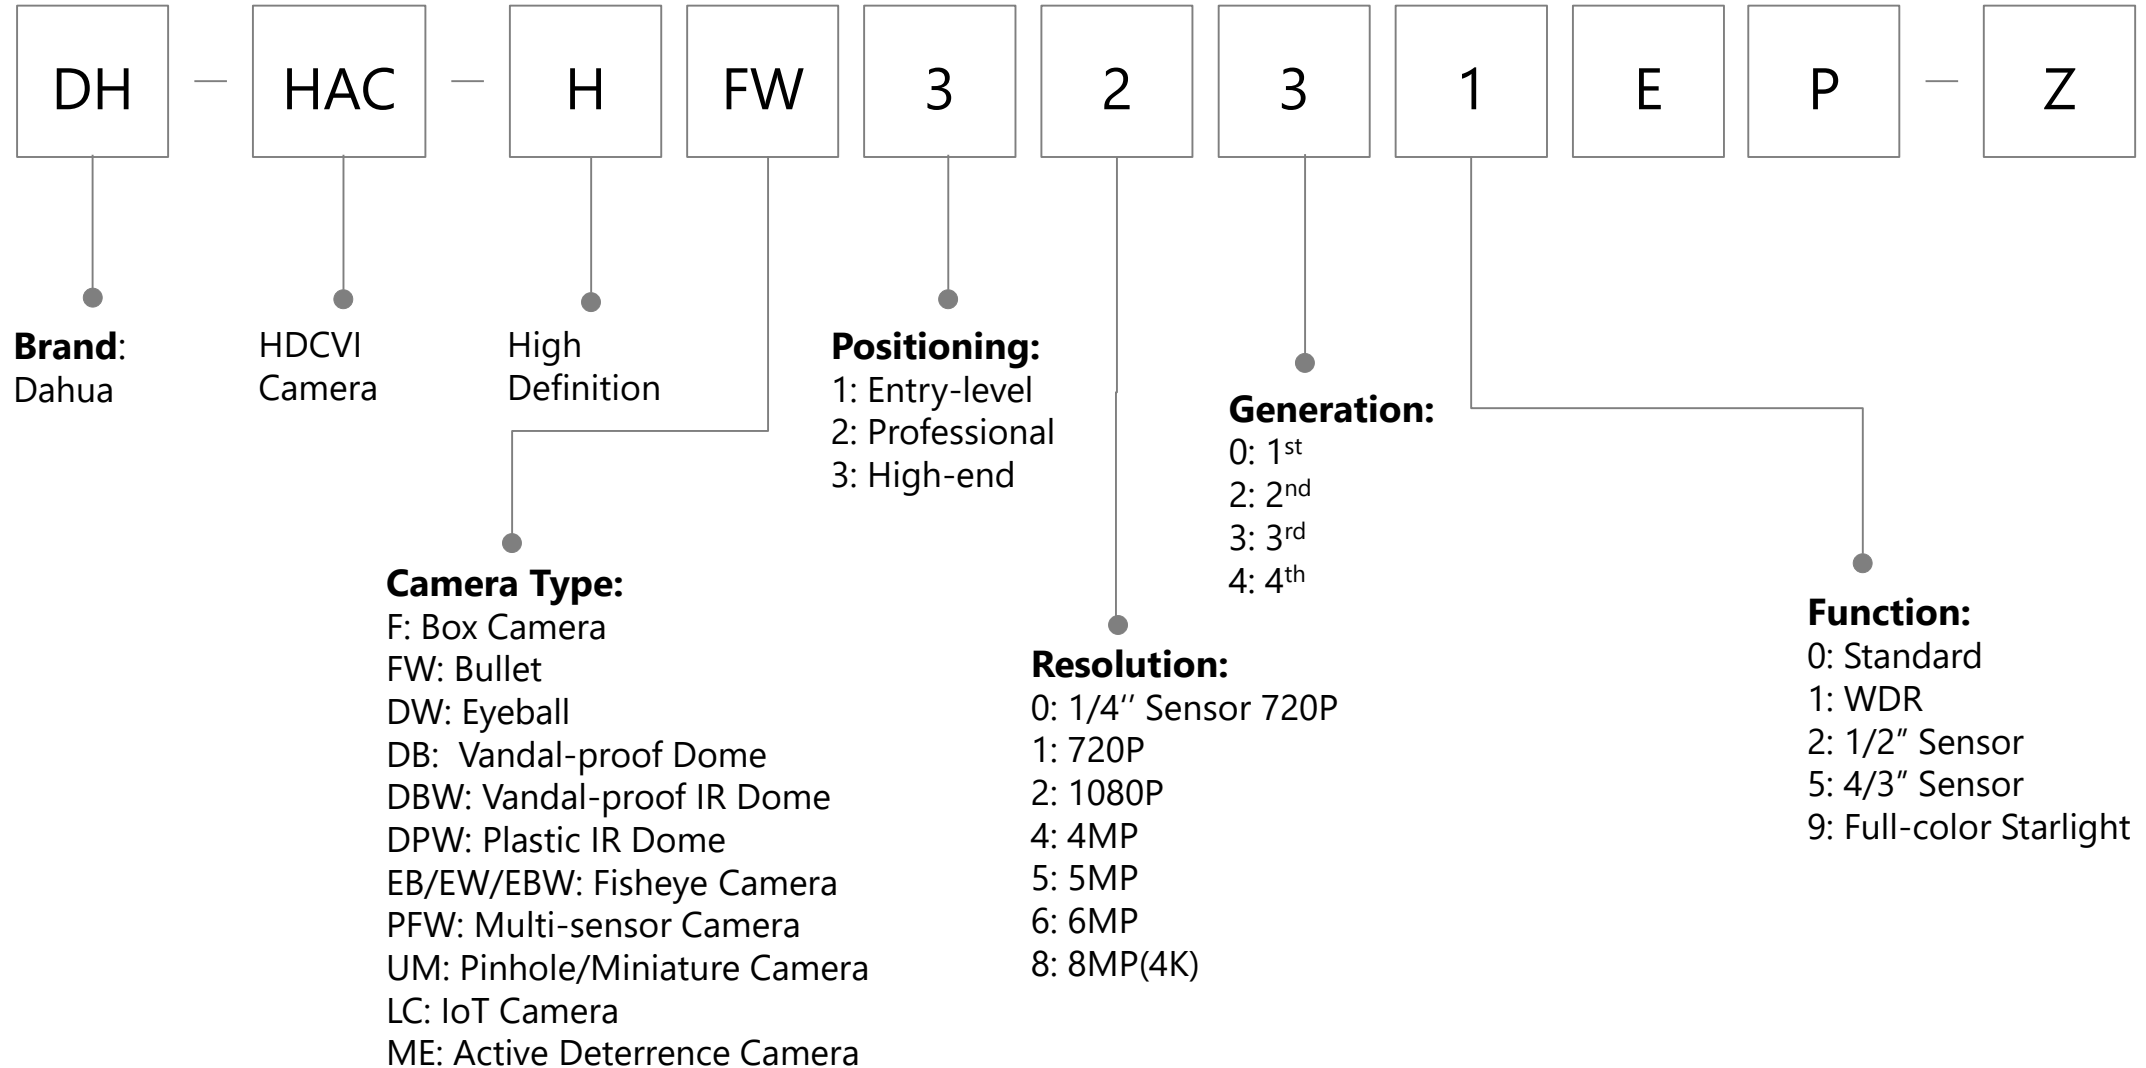 DH — HAC — H FW 3 2 3 1 E P — Z
Brand:
Dahua
HDCVI
Camera
High
Definition
Camera Type:
F: Box Camera
FW: Bullet
DW: Eyeball
DB:  Vandal-proof Dome
DBW: Vandal-proof IR Dome
DPW: Plastic IR Dome
EB/EW/EBW: Fisheye Camera
PFW: Multi-sensor Camera
UM: Pinhole/Miniature Camera
LC: IoT Camera
ME: Active Deterrence Camera
Positioning:
1: Entry-level
2: Professional
3: High-end
Resolution:
0: 1/4’’ Sensor 720P
1: 720P
2: 1080P
4: 4MP
5: 5MP
6: 6MP
8: 8MP(4K)
Generation:
0: 1st
2: 2nd
3: 3rd
4: 4th
Function:
0: Standard
1: WDR
2: 1/2” Sensor
5: 4/3” Sensor
9: Full-color Starlight